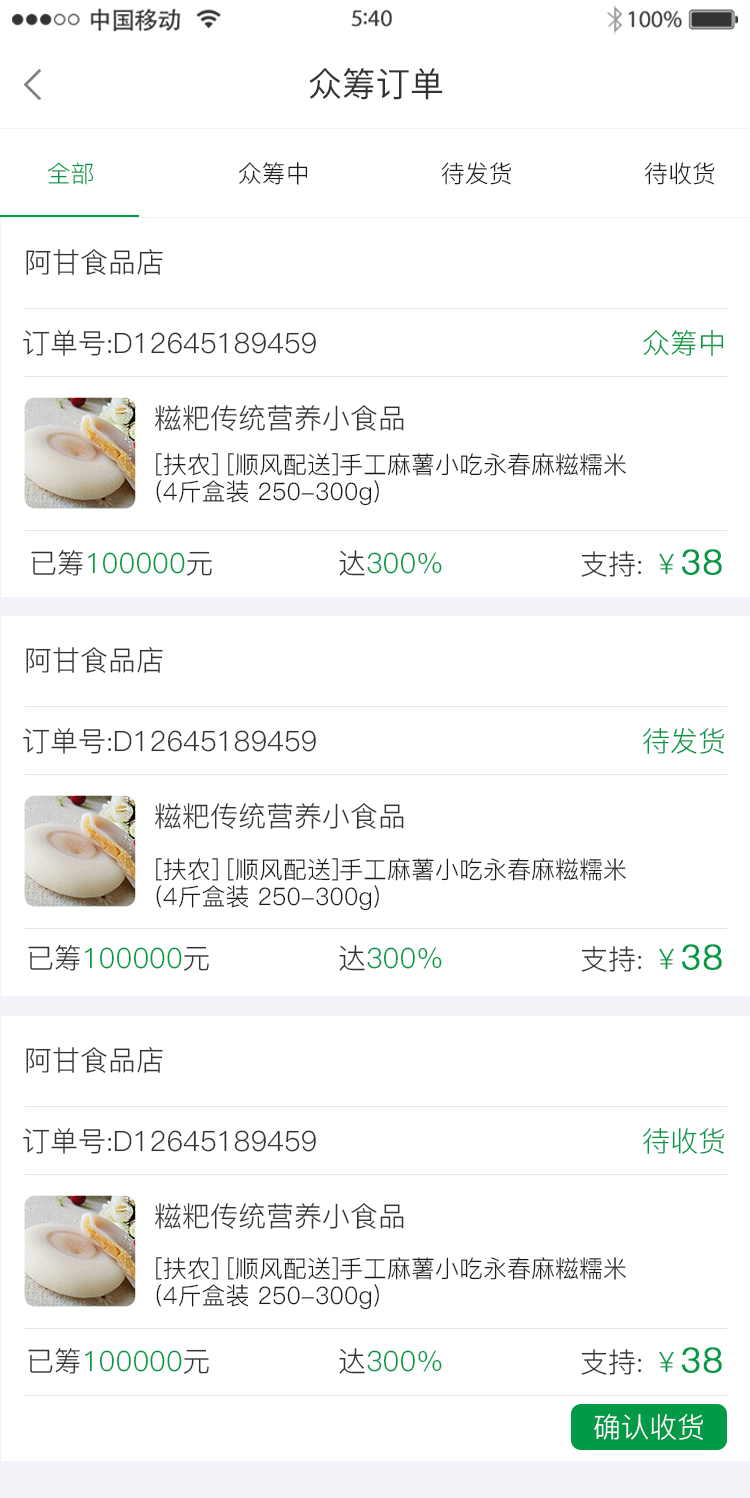 中国移动 5:40 100%
众筹订单
全部 众筹中 待发货 待收货
阿甘食品店
订单号:D12645189459 众筹中
糍粑传统营养小食品
[扶农] [顺风配送]手工麻薯小吃永春麻糍糯米
(4斤盒装 250-300g)
已筹100000元 达300% 支持: ￥38
阿甘食品店
订单号:D12645189459 待发货
糍粑传统营养小食品
[扶农] [顺风配送]手工麻薯小吃永春麻糍糯米
(4斤盒装 250-300g)
已筹100000元 达300% 支持: ￥38
阿甘食品店
订单号:D12645189459 待收货
糍粑传统营养小食品
[扶农] [顺风配送]手工麻薯小吃永春麻糍糯米
(4斤盒装 250-300g)
已筹100000元 达300% 支持: ￥38
确认收货